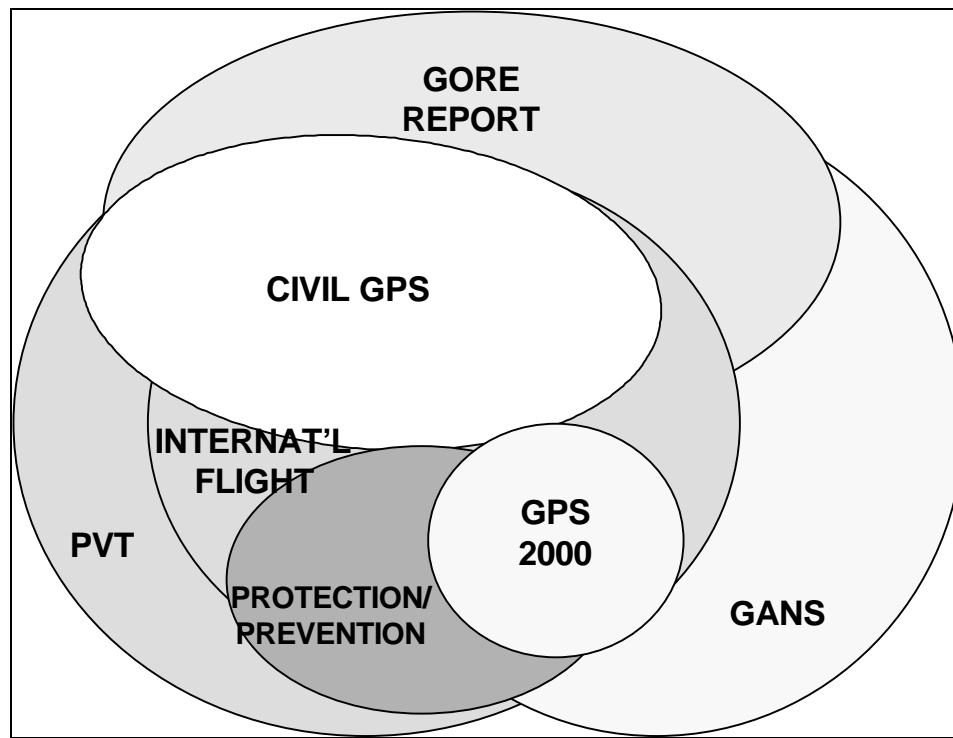 GORE
REPORT
CIVIL GPS
INTERNAT’L
FLIGHT
GPS
2000
PVT
PROTECTION/
PREVENTION
GANS